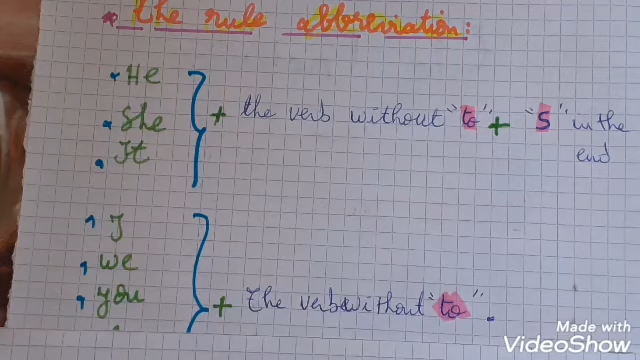 * the rule abbreviation:
• He
• She
• It
+ the verb without "to" + "S" in the end
• I
• we
• you
+ the verb without "to".
Made with
VideoShow